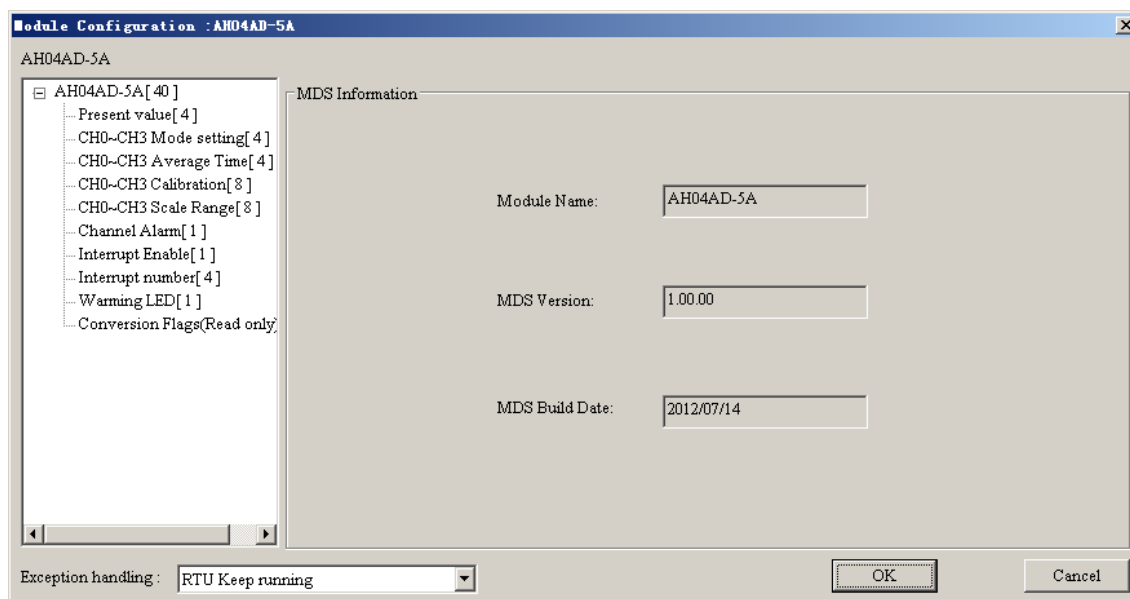 Module Configuration :AH04AD-5A
AH04AD-5A
AH04AD-5A[ 40 ]
Present value[ 4 ]
CH0~CH3 Mode setting[ 4 ]
CH0~CH3 Average Time[ 4 ]
CH0~CH3 Calibration[ 8 ]
CH0~CH3 Scale Range[ 8 ]
Channel Alarm[ 1 ]
Interrupt Enable[ 1 ]
Interrupt number[ 4 ]
Warming LED[ 1 ]
Conversion Flags(Read only)
MDS Information
Module Name: AH04AD-5A
MDS Version: 1.00.00
MDS Build Date: 2012/07/14
Exception handling : RTU Keep running
OK Cancel